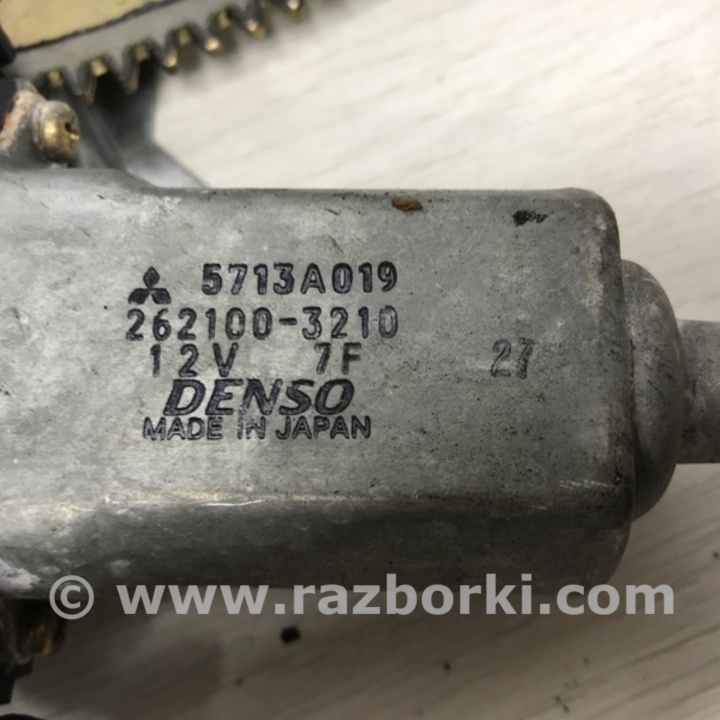 5713A019
262100-3210
12V 7F 27
DENSO
MADE IN JAPAN
© www.razborki.com